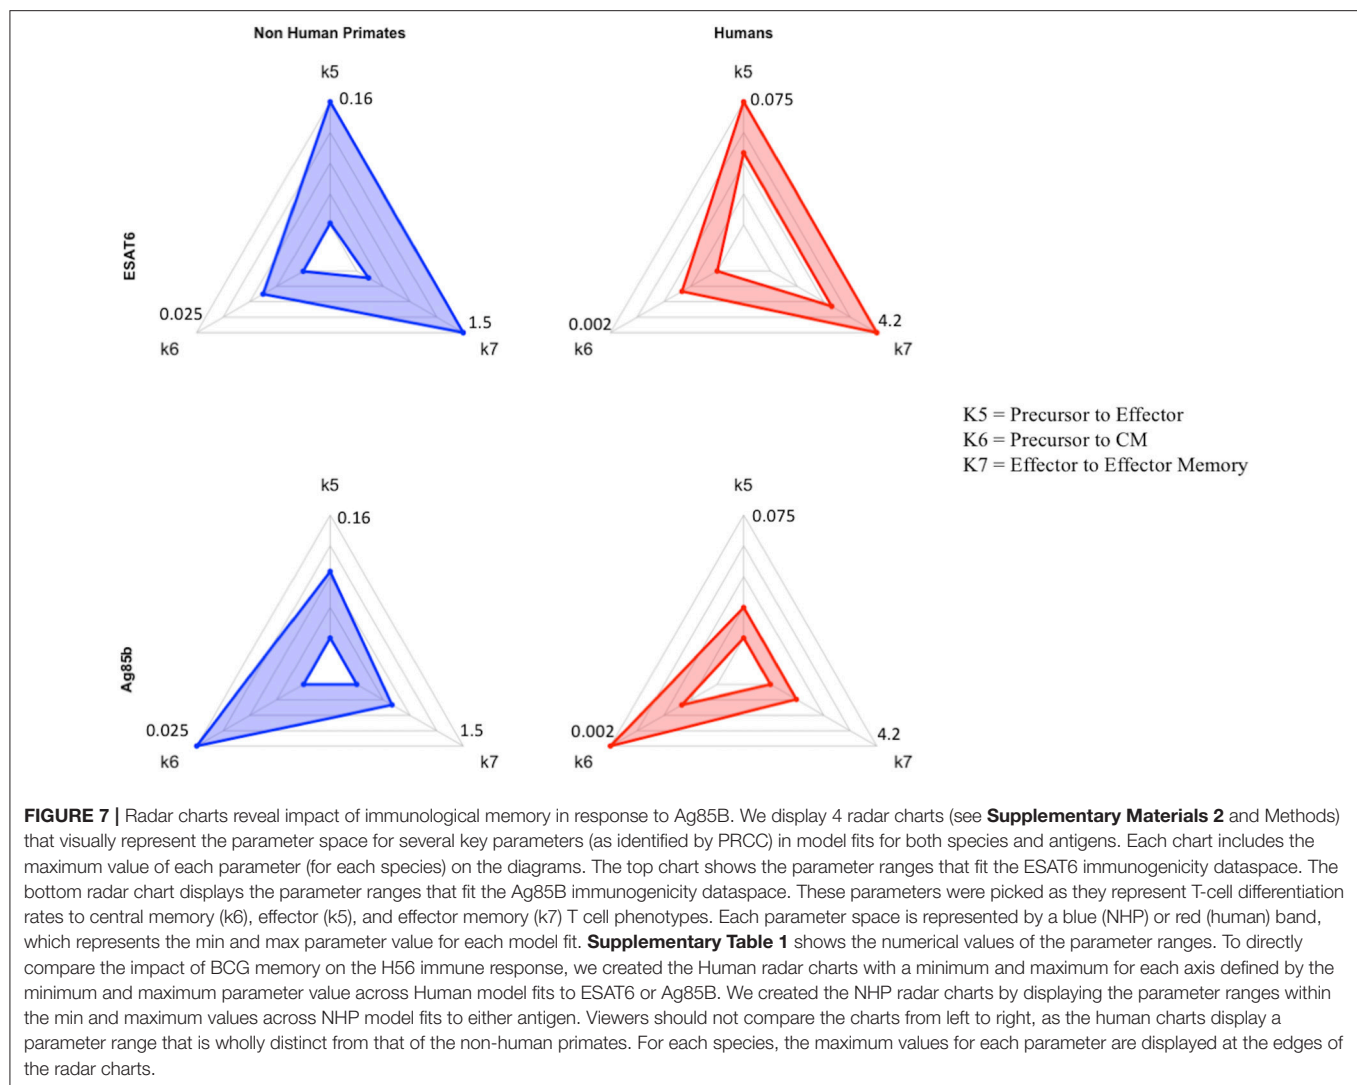 Non Human Primates
Humans
k5
0.16
k5
0.075
ESAT6
0.025
k6
1.5
k7
0.002
k6
4.2
k7
K5 = Precursor to Effector
K6 = Precursor to CM
K7 = Effector to Effector Memory
k5
0.16
k5
0.075
Ag85b
0.025
k6
1.5
k7
0.002
k6
4.2
k7
FIGURE 7 | Radar charts reveal impact of immunological memory in response to Ag85B. We display 4 radar charts (see Supplementary Materials 2 and Methods)
that visually represent the parameter space for several key parameters (as identified by PRCC) in model fits for both species and antigens. Each chart includes the
maximum value of each parameter (for each species) on the diagrams. The top chart shows the parameter ranges that fit the ESAT6 immunogenicity dataspace. The
bottom radar chart displays the parameter ranges that fit the Ag85B immunogenicity dataspace. These parameters were picked as they represent T-cell differentiation
rates to central memory (k6), effector (k5), and effector memory (k7) T cell phenotypes. Each parameter space is represented by a blue (NHP) or red (human) band,
which represents the min and max parameter value for each model fit. Supplementary Table 1 shows the numerical values of the parameter ranges. To directly
compare the impact of BCG memory on the H56 immune response, we created the Human radar charts with a minimum and maximum for each axis defined by the
minimum and maximum parameter value across Human model fits to ESAT6 or Ag85B. We created the NHP radar charts by displaying the parameter ranges within
the min and maximum values across NHP model fits to either antigen. Viewers should not compare the charts from left to right, as the human charts display a
parameter range that is wholly distinct from that of the non-human primates. For each species, the maximum values for each parameter are displayed at the edges of
the radar charts.